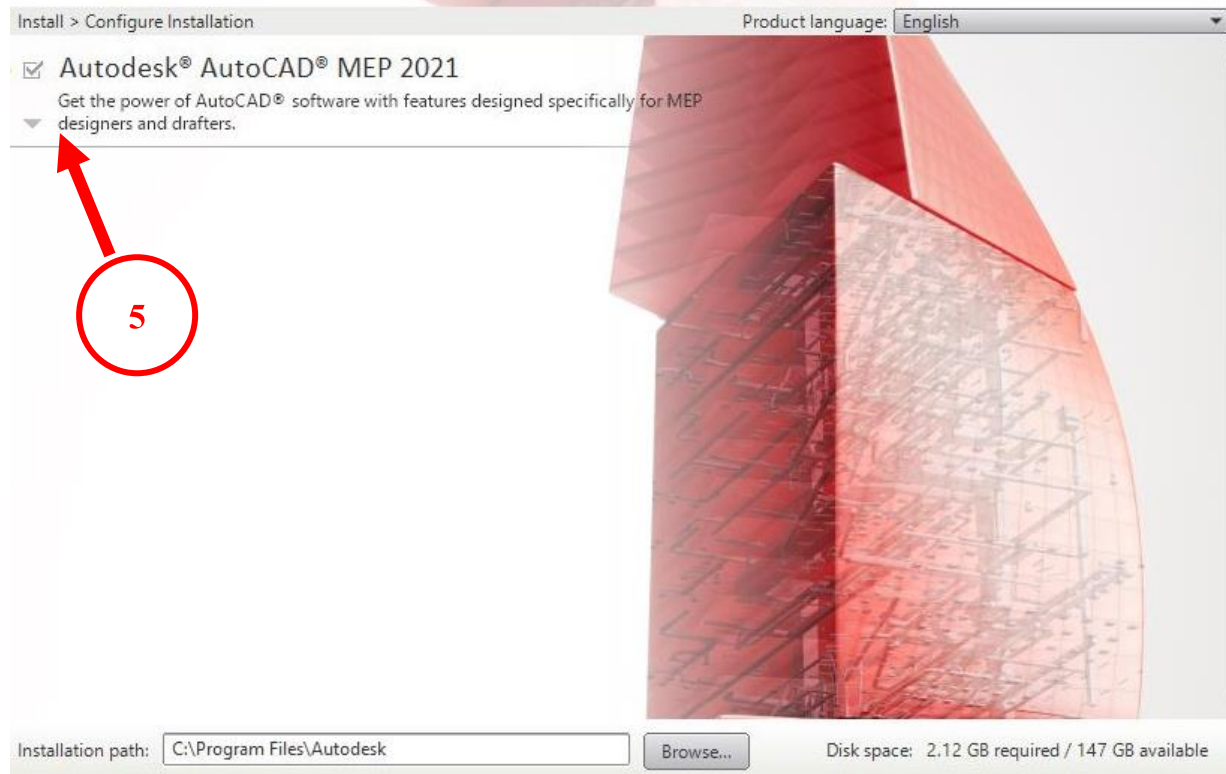 Install > Configure Installation
Product language: English
Autodesk® AutoCAD® MEP 2021
Get the power of AutoCAD® software with features designed specifically for MEP
designers and drafters.
5
Installation path: C:\Program Files\Autodesk Browse... Disk space: 2.12 GB required / 147 GB available